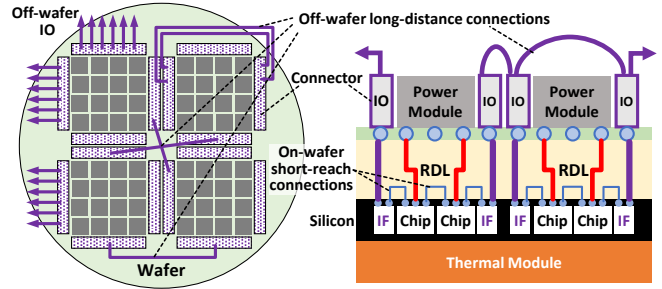 Off-wafer
IO
Off-wafer long-distance connections
Connector
IO
Power
Module
IO
IO
Power
Module
IO
On-wafer
short-reach
connections
RDL
RDL
Silicon
IF
Chip
Chip
IF
IF
Chip
Chip
IF
Wafer
Thermal Module